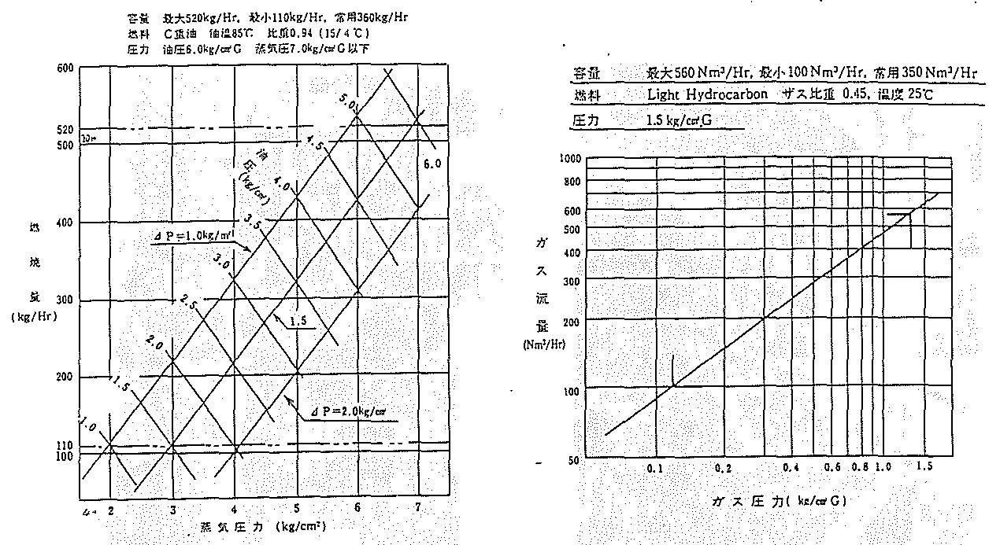 容量 最大520kg/Hr, 最小110kg/Hr, 常用360kg/Hr
燃料 C重油 油温85℃ 比重0.94 (15/4℃)
圧力 油圧6.0kg/c㎡G 蒸気圧7.0kg/c㎡G以下
600
520
500
400
300
200
110
100
燃焼量
(kg/Hr)
油圧 (kg/c㎡)
1.0
1.5
2.0
2.5
3.0
3.5
4.0
4.5
5.0
6.0
ΔP=1.0kg/㎡
1.5
ΔP=2.0kg/c㎡
2 3 4 5 6 7
蒸気圧力 (kg/cm²)
容量 最大560Nm³/Hr, 最小100Nm³/Hr, 常用350Nm³/Hr
燃料 Light Hydrocarbon ガス比重 0.45, 温度 25℃
圧力 1.5kg/c㎡G
1000
800
600
500
400
300
200
100
50
ガス流量
(Nm³/Hr)
0.1 0.2 0.4 0.6 0.8 1.0 1.5
ガス圧力(kg/c㎡G)